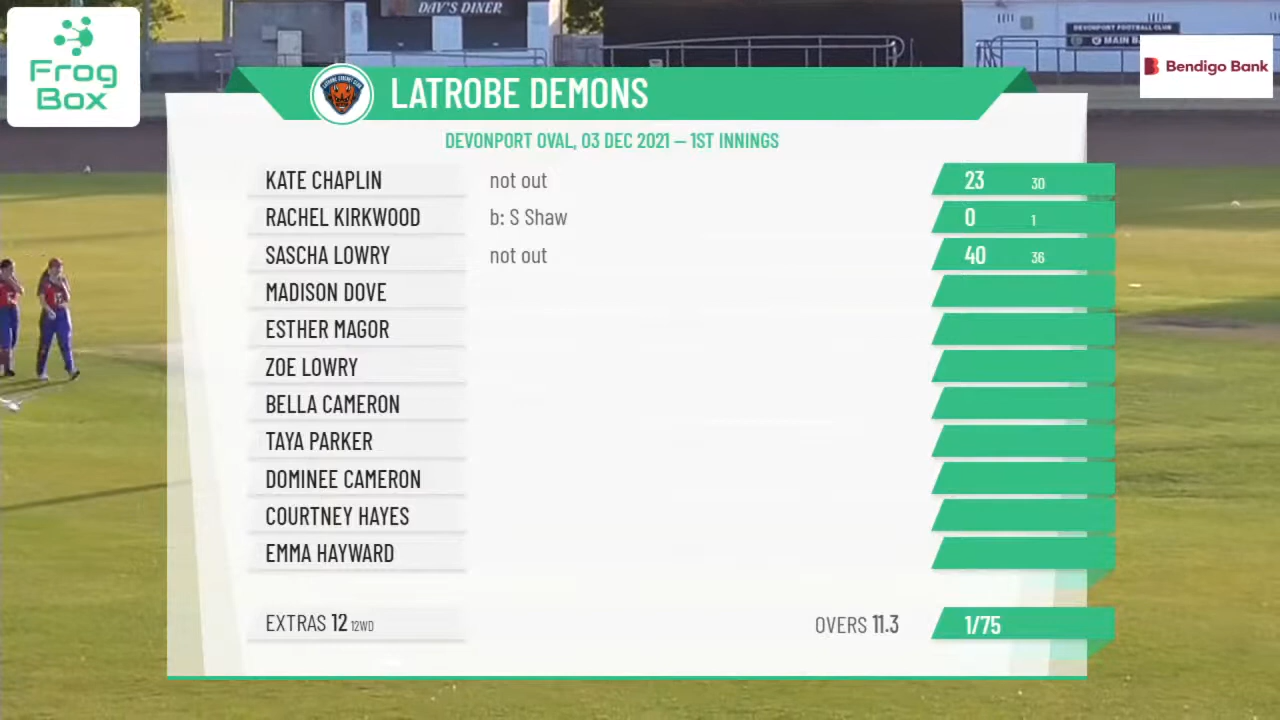 DAV'S DINER
DEVONPORT FOOTBALL CLUB
MAIN BA
Frog
Box
Bendigo Bank
LATROBE DEMONS
DEVONPORT OVAL, 03 DEC 2021 – 1ST INNINGS
KATE CHAPLIN not out 23 30
RACHEL KIRKWOOD b: S Shaw 0 1
SASCHA LOWRY not out 40 36
MADISON DOVE
ESTHER MAGOR
ZOE LOWRY
BELLA CAMERON
TAYA PARKER
DOMINEE CAMERON
COURTNEY HAYES
EMMA HAYWARD
EXTRAS 12 12WD OVERS 11.3 1/75